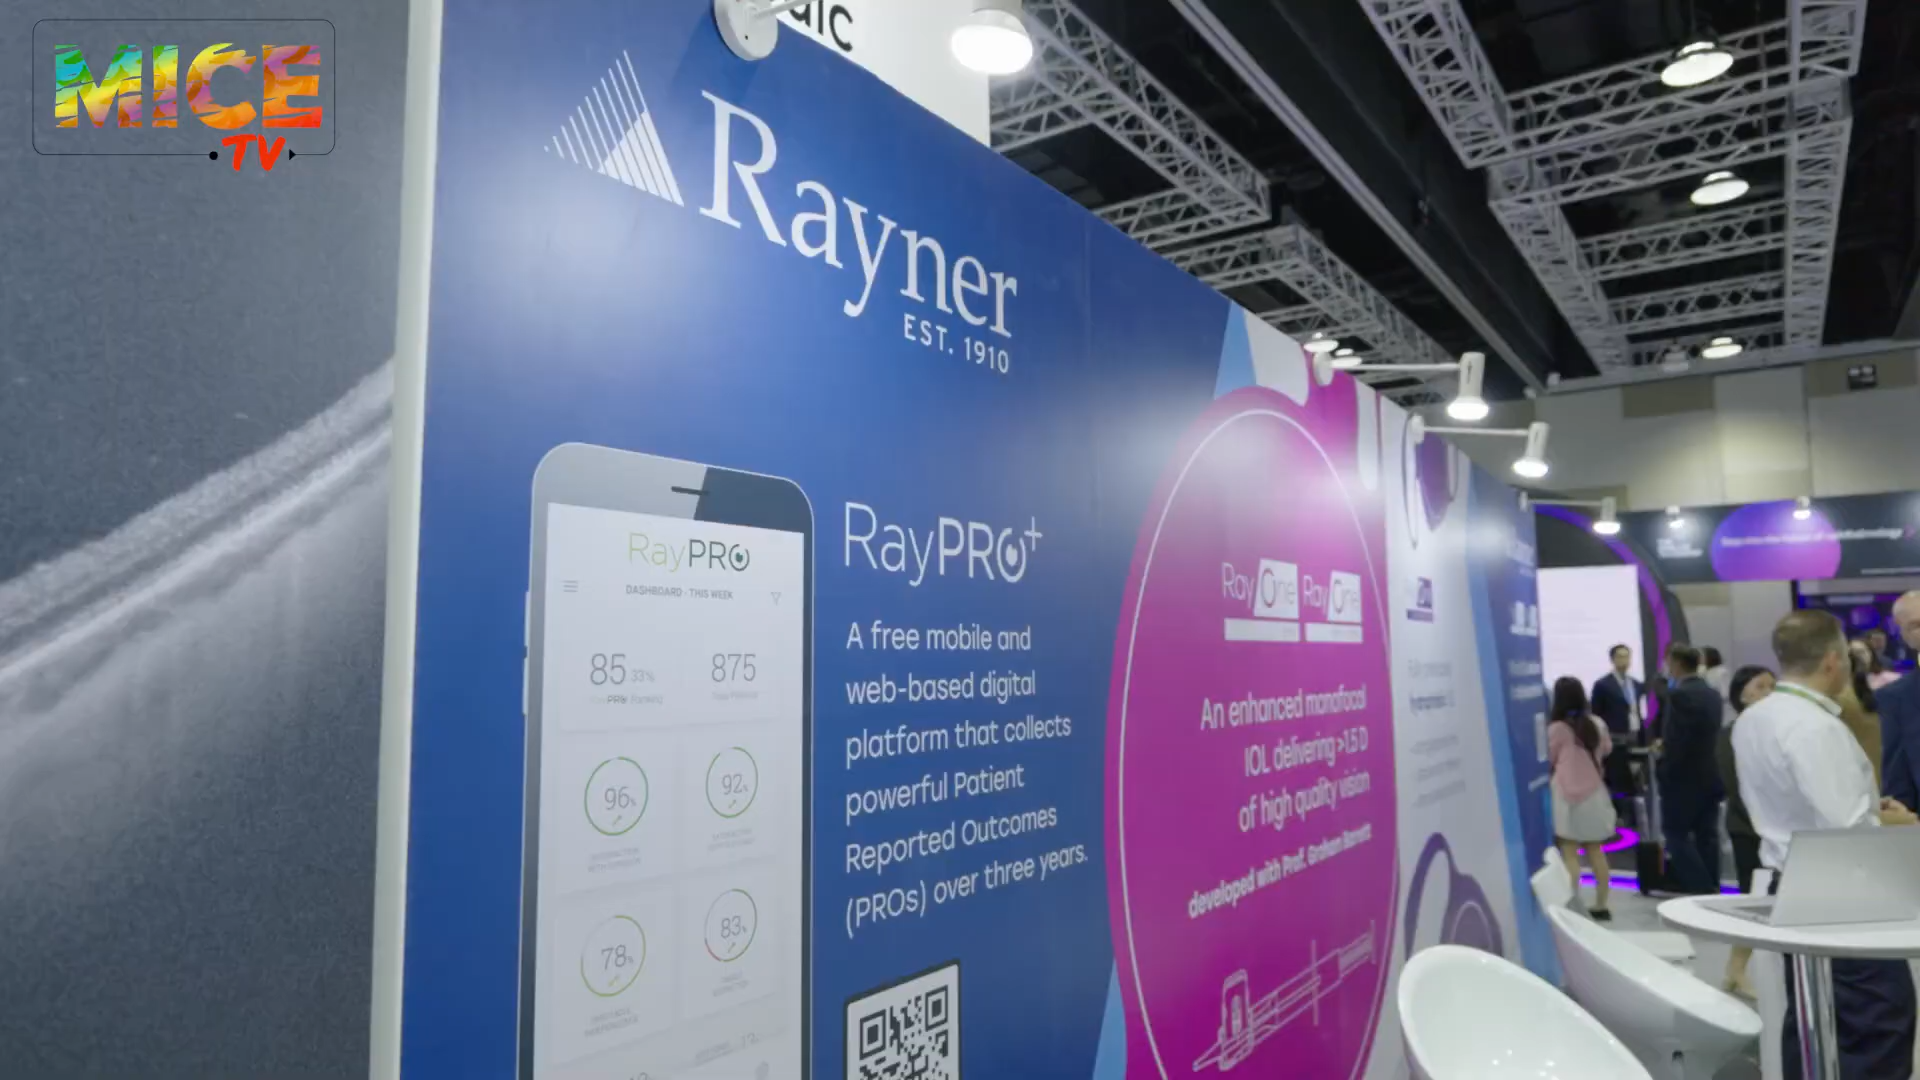 MICE
TV
Rayner
EST. 1910
RayPRO
DASHBOARD - THIS WEEK
85.33%
875
96%
92%
78%
83%
RayPRO+
A free mobile and
web-based digital
platform that collects
powerful Patient
Reported Outcomes
(PROs) over three years.
RayOne RayOne
An enhanced monofocal
IOL delivering >1.5 D
of high quality vision
developed with Prof. Graham Barrett